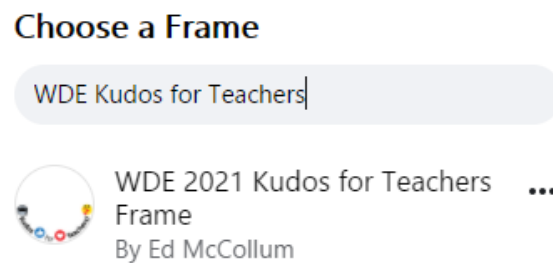 Choose a Frame
WDE Kudos for Teachers
WDE 2021 Kudos for Teachers
Frame
By Ed McCollum